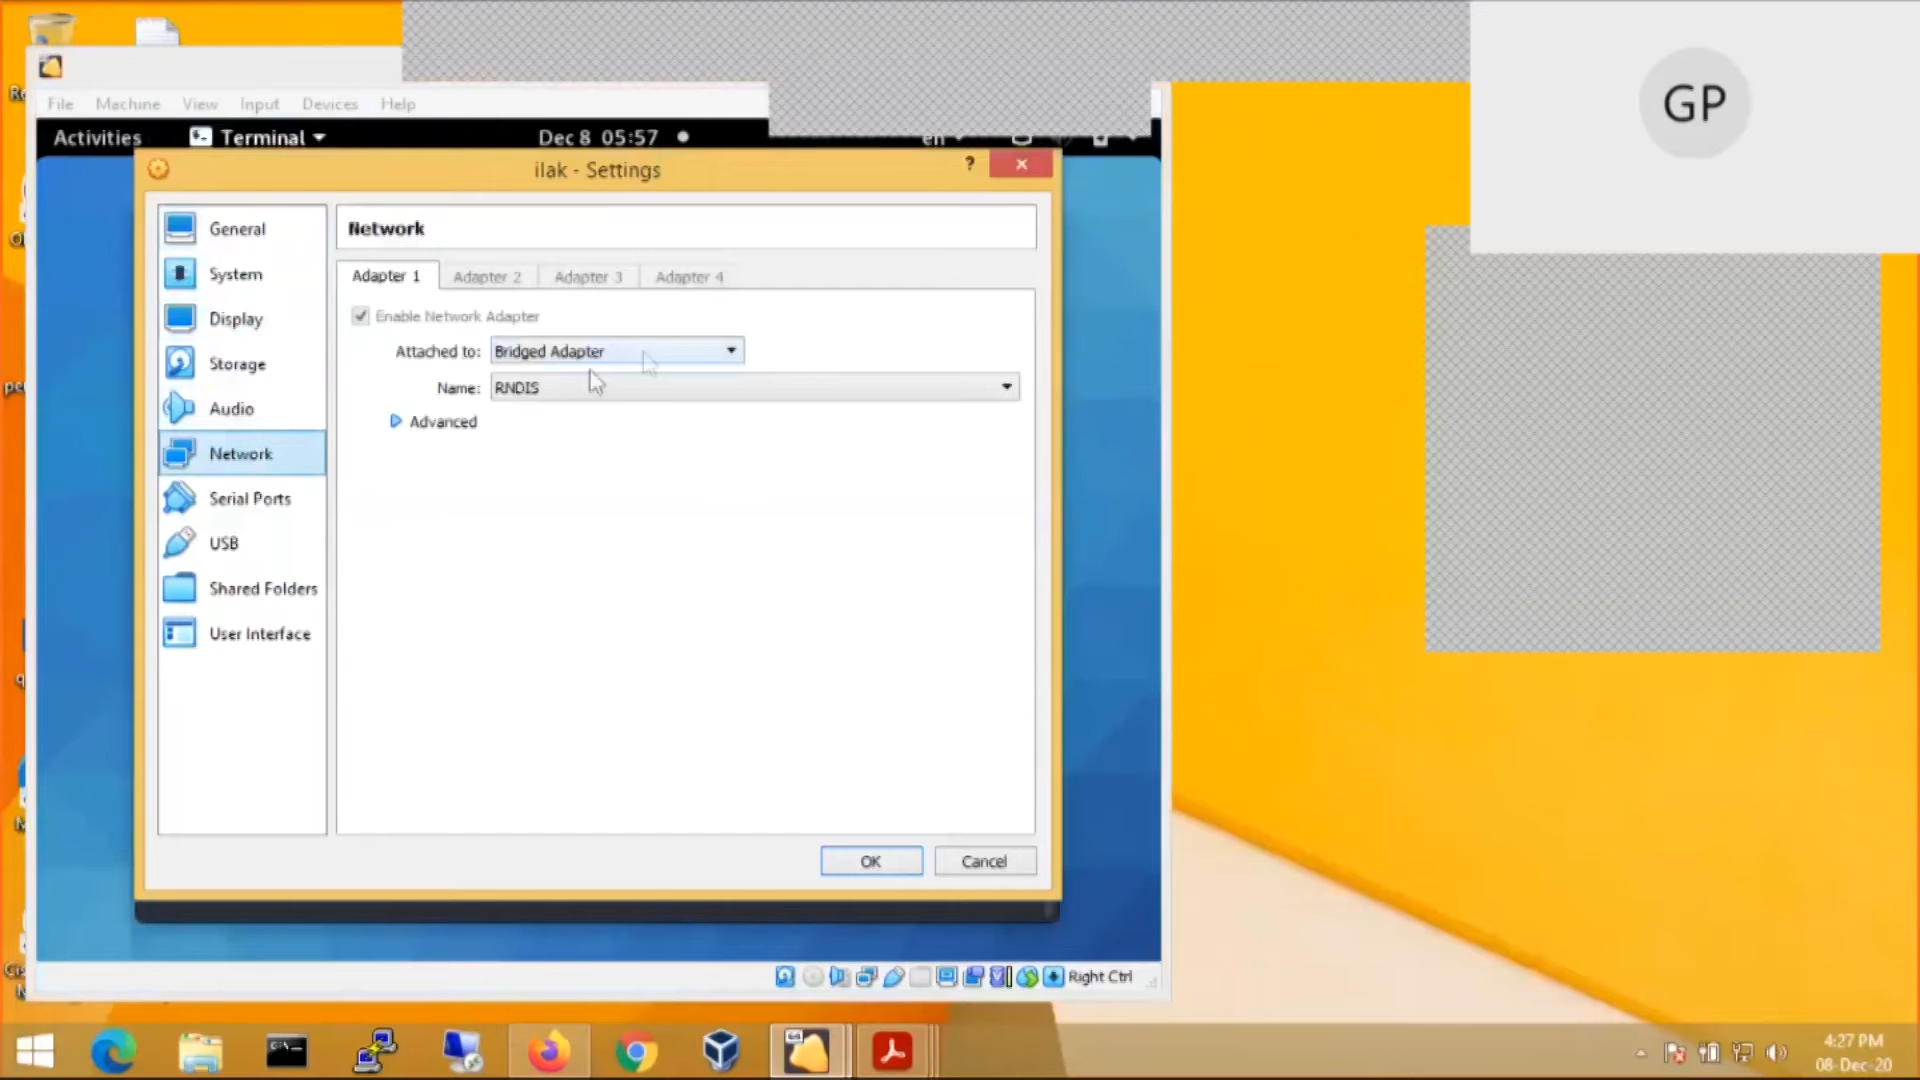 GP
File Machine View Input Devices Help
Activities Terminal Dec 8 05:57 en
ilak - Settings
?
General
System
Display
Storage
Audio
Network
Serial Ports
USB
Shared Folders
User Interface
Network
Adapter 1 Adapter 2 Adapter 3 Adapter 4
Enable Network Adapter
Attached to: Bridged Adapter
Name: RNDIS
Advanced
OK Cancel
Right Ctrl
4:27 PM
08-Dec-20